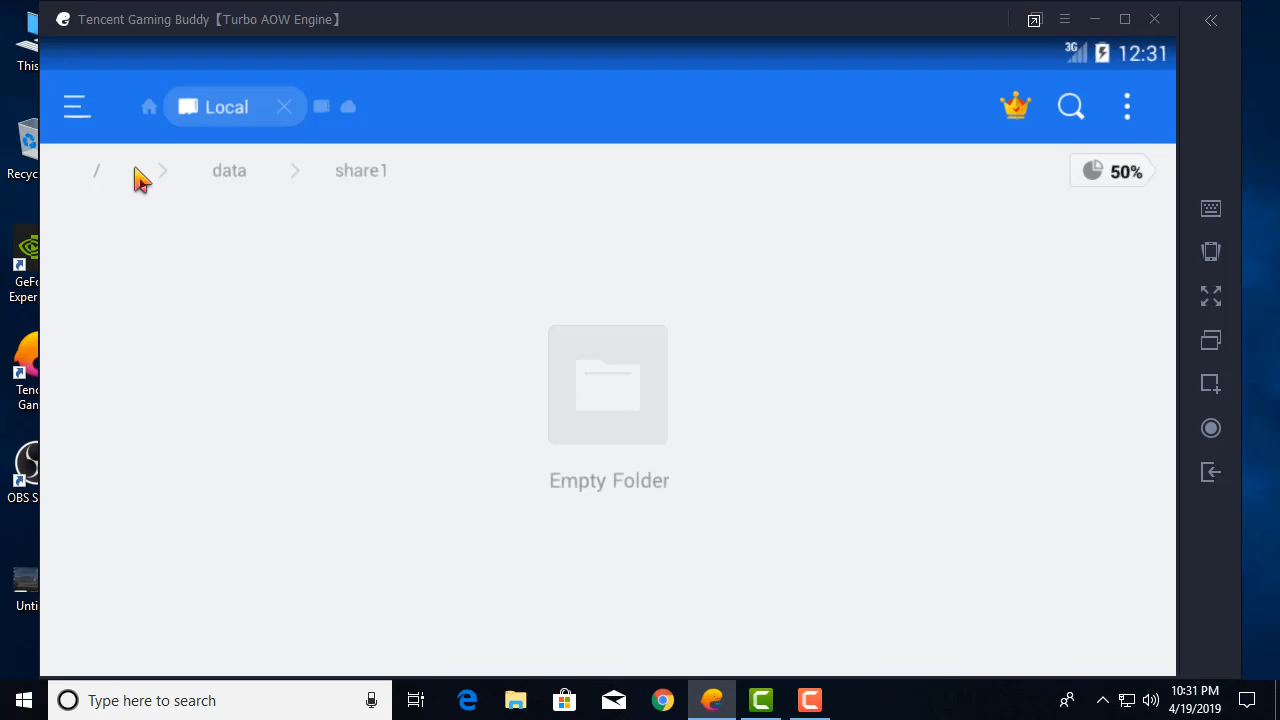 Tencent Gaming Buddy【Turbo AOW Engine】
3G 12:31
Local
/ data share1
50%
Empty Folder
This
Recyc
GeFo
Exper
Tenc
Gan
OBS S
Unti
Type here to search
10:31 PM
4/19/2019